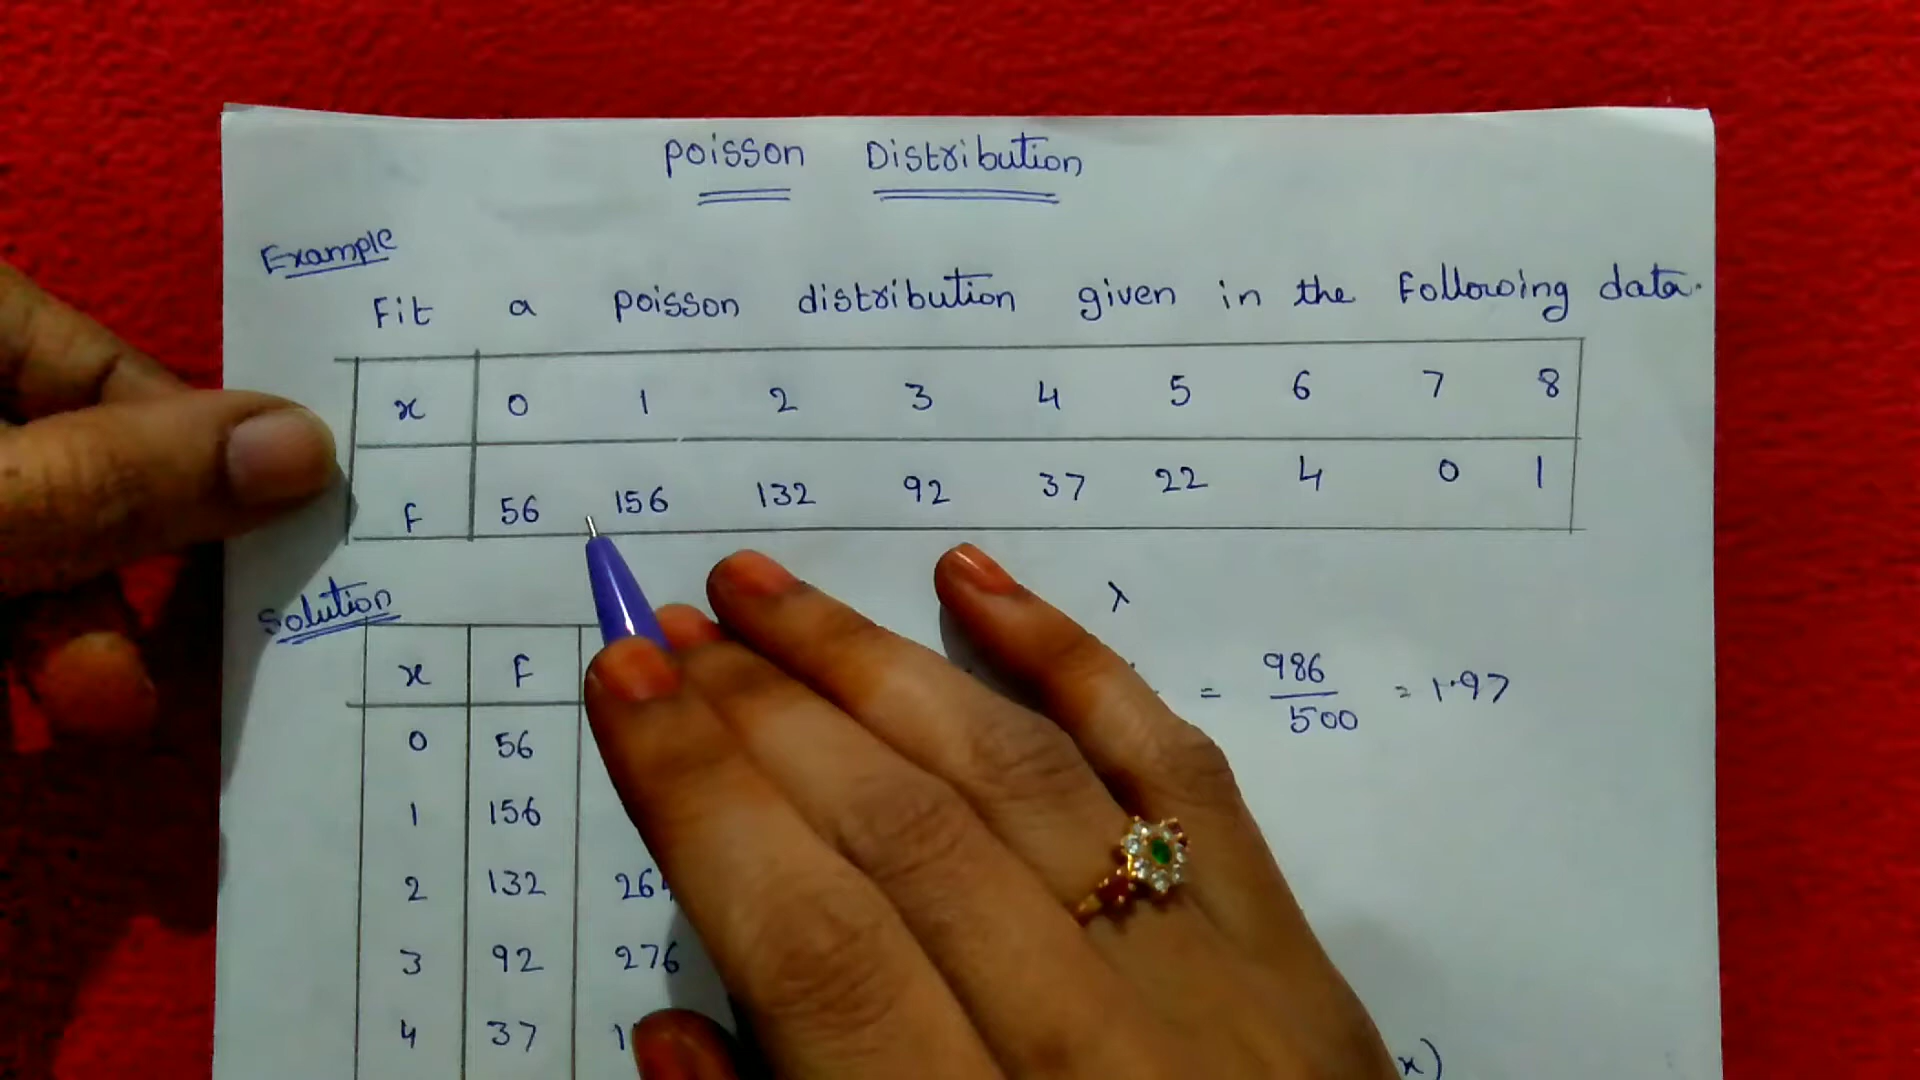 Poisson Distribution
Example
Fit a poisson distribution given in the following data.
x 0 1 2 3 4 5 6 7 8
F 56 156 132 92 37 22 4 0 1
Solution
λ
x F
= 986/500 = 1.97
0 56
1 156
2 132
3 92 276
4 37
x)